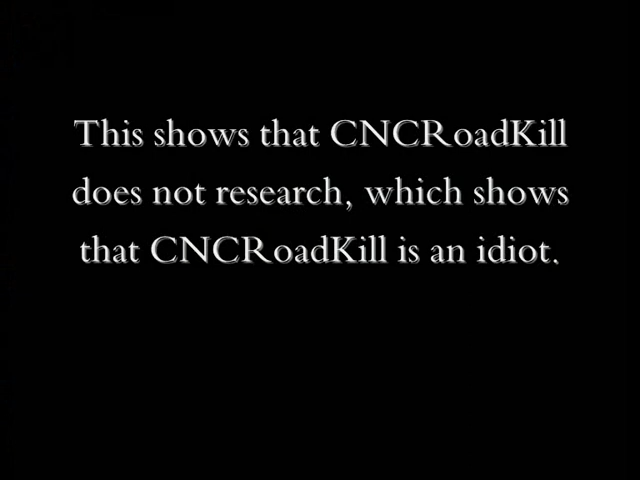 This shows that CNCRoadKill
does not research, which shows
that CNCRoadKill is an idiot.